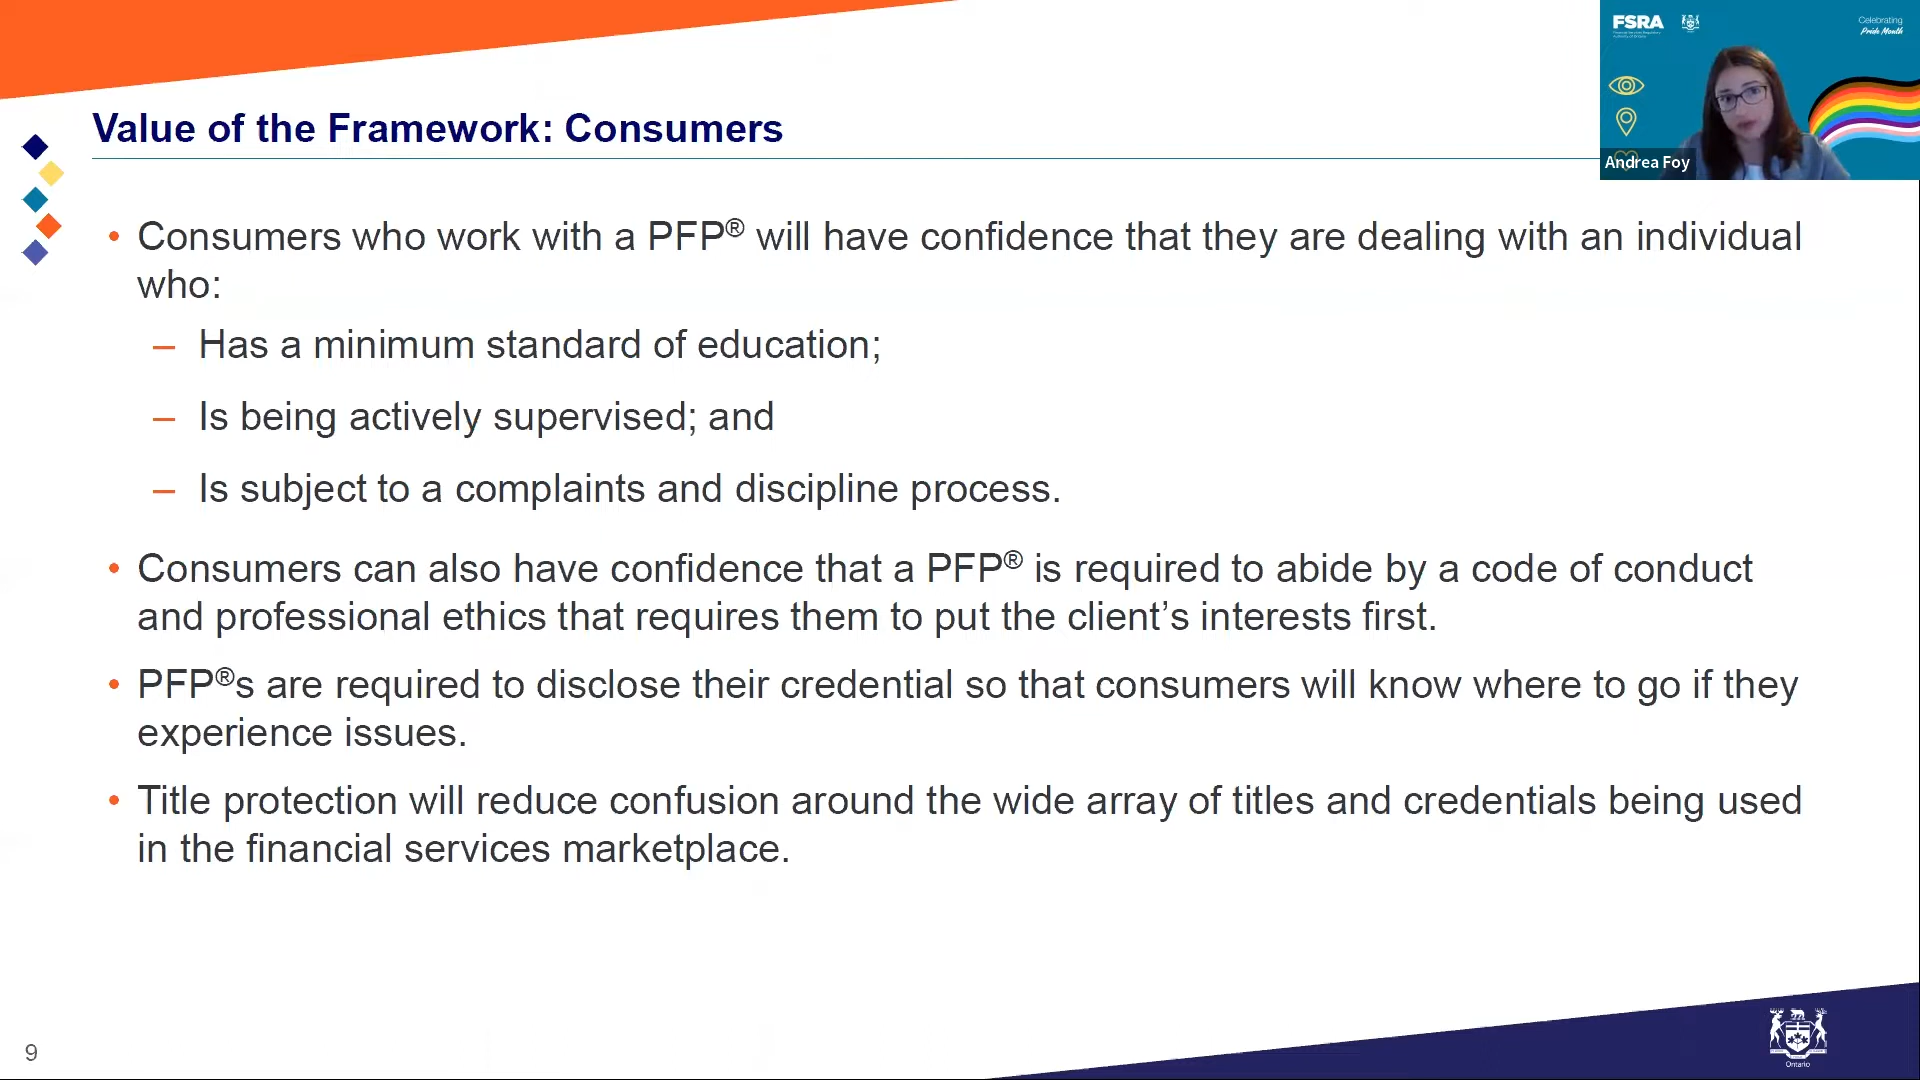 FSRA
Celebrating
Pride Month
Andrea Foy
Value of the Framework: Consumers
• Consumers who work with a PFP® will have confidence that they are dealing with an individual
who:
– Has a minimum standard of education;
– Is being actively supervised; and
– Is subject to a complaints and discipline process.
• Consumers can also have confidence that a PFP® is required to abide by a code of conduct
and professional ethics that requires them to put the client’s interests first.
• PFP®s are required to disclose their credential so that consumers will know where to go if they
experience issues.
• Title protection will reduce confusion around the wide array of titles and credentials being used
in the financial services marketplace.
9
Ontario